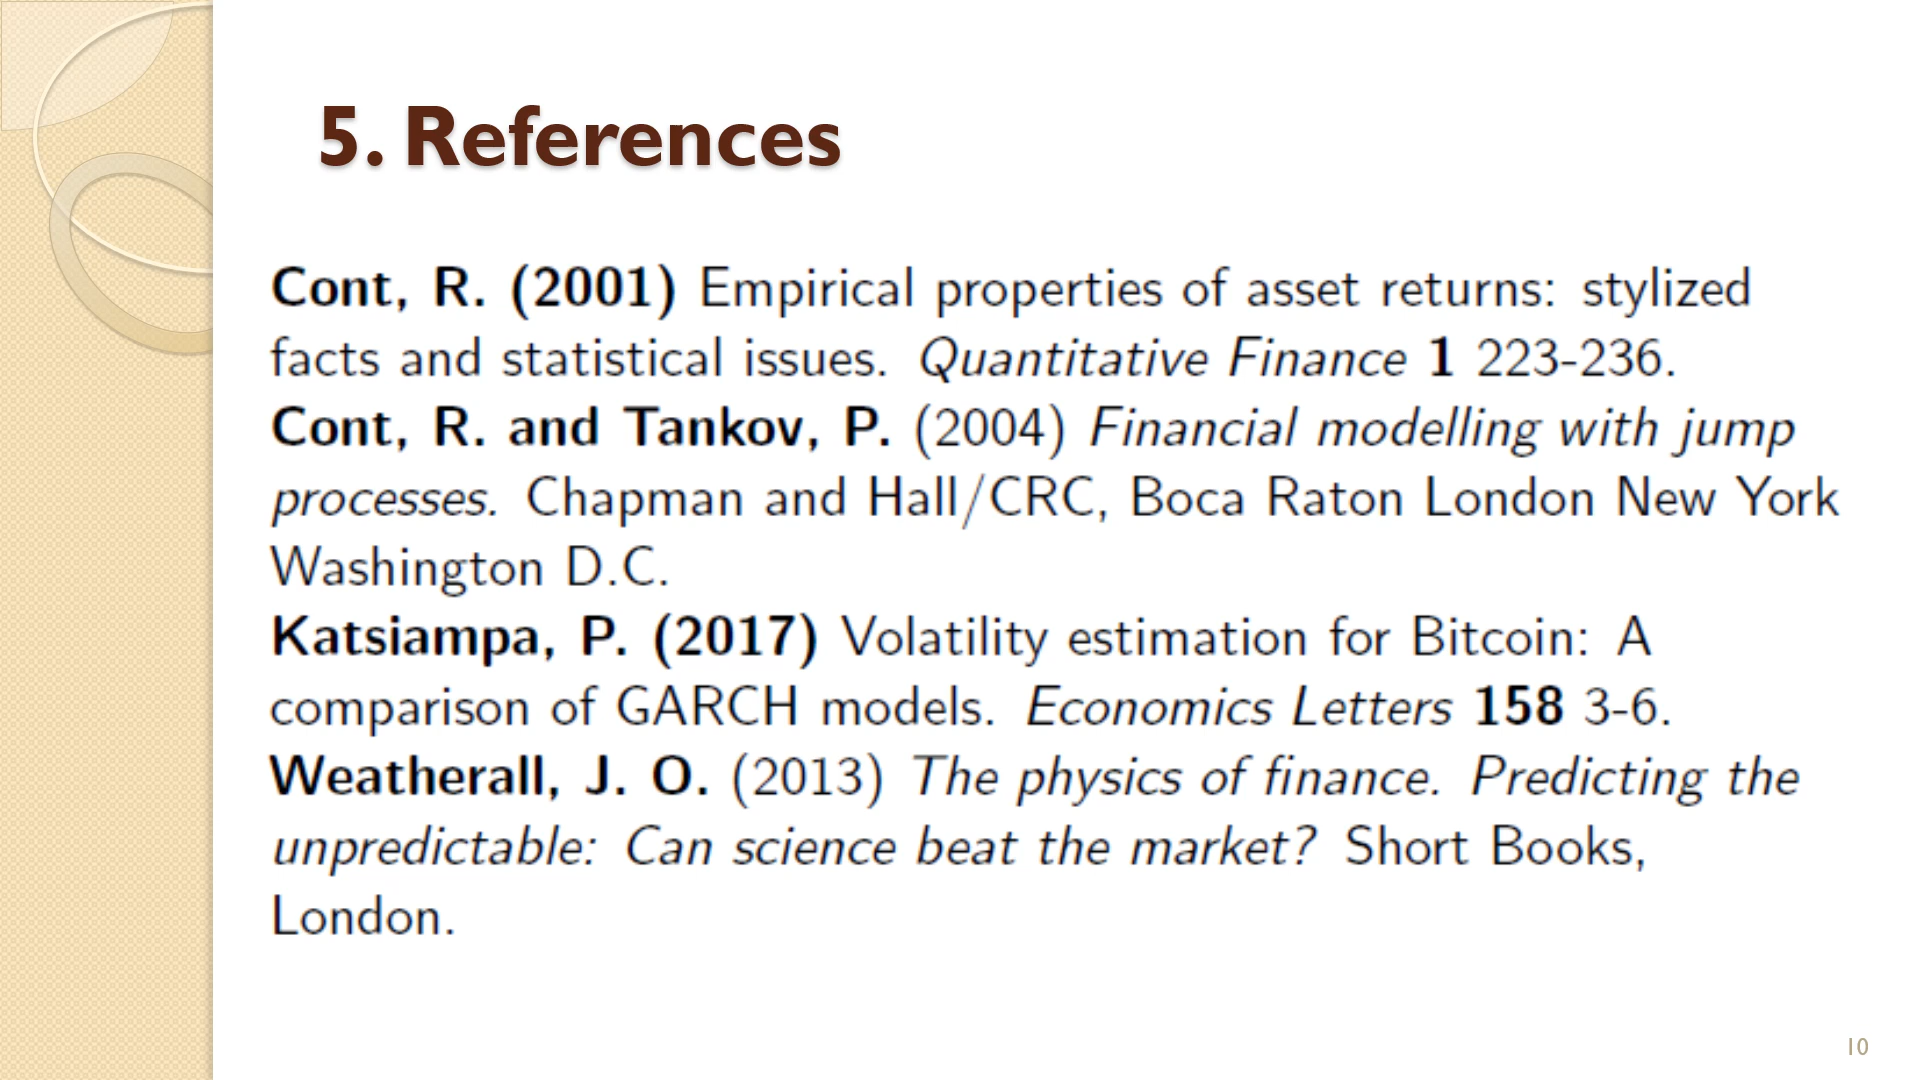 5. References
Cont, R. (2001) Empirical properties of asset returns: stylized
facts and statistical issues. Quantitative Finance 1 223-236.
Cont, R. and Tankov, P. (2004) Financial modelling with jump
processes. Chapman and Hall/CRC, Boca Raton London New York
Washington D.C.
Katsiampa, P. (2017) Volatility estimation for Bitcoin: A
comparison of GARCH models. Economics Letters 158 3-6.
Weatherall, J. O. (2013) The physics of finance. Predicting the
unpredictable: Can science beat the market? Short Books,
London.
10